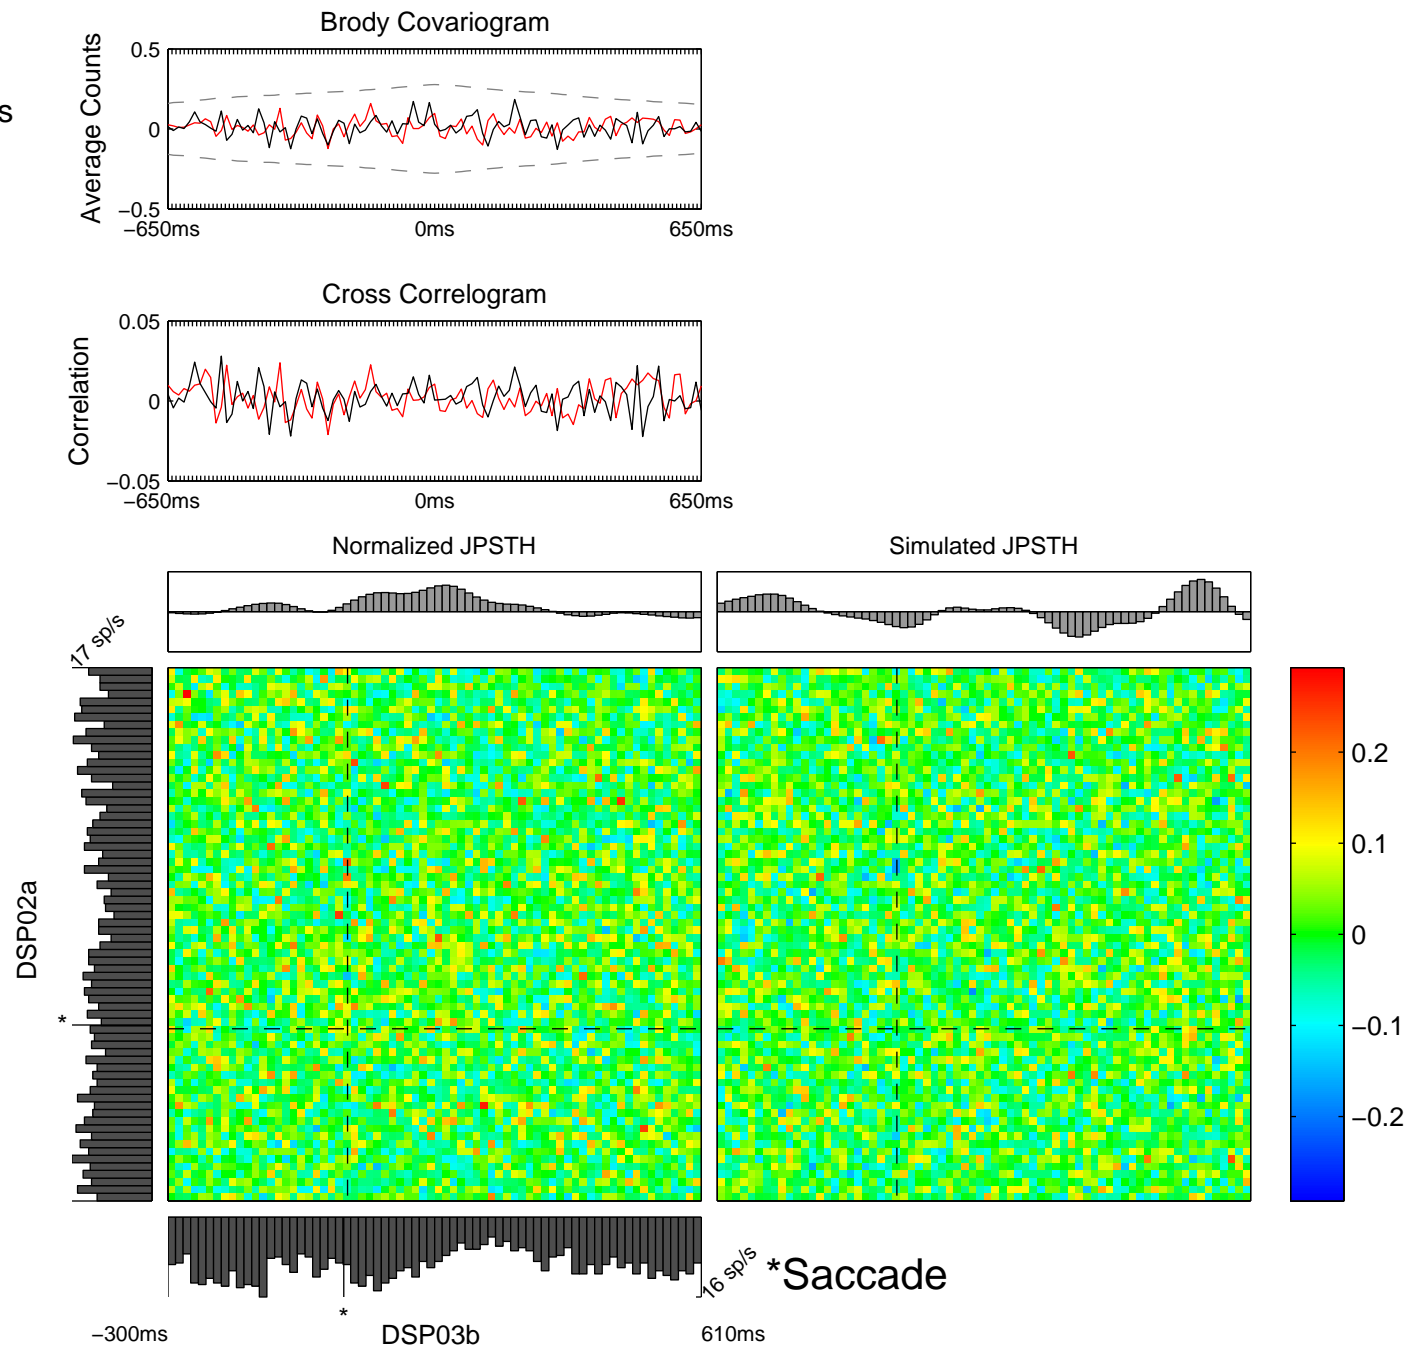 Brody Covariogram
Average Counts
0.5
0
−0.5
−650ms 0ms 650ms
s
Cross Correlogram
Correlation
0.05
0
−0.05
−650ms 0ms 650ms
Normalized JPSTH
Simulated JPSTH
17 sp/s
DSP02a
*
0.2
0.1
0
−0.1
−0.2
16 sp/s
*Saccade
*
−300ms DSP03b 610ms